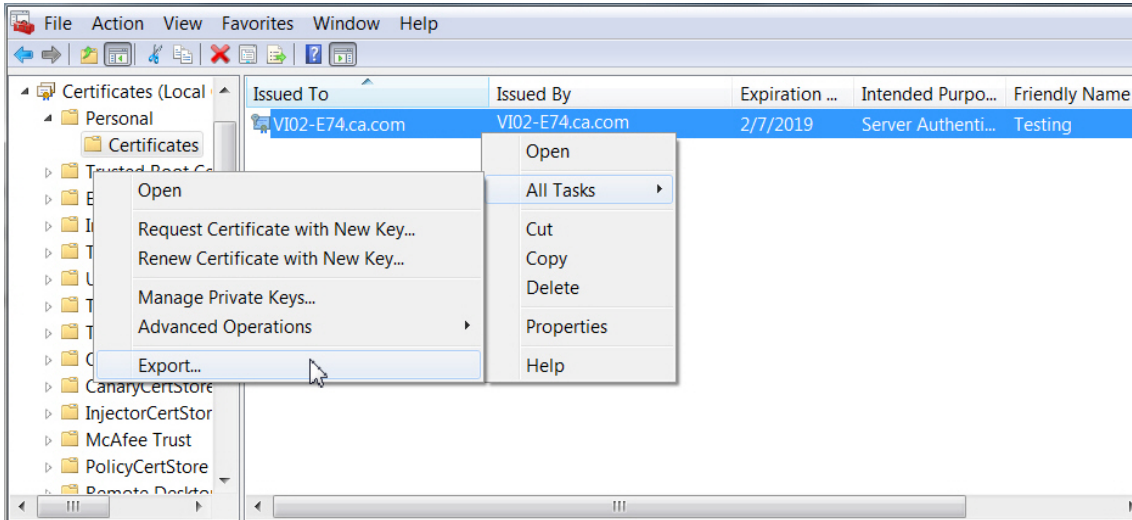 File Action View Favorites Window Help
Certificates (Local
Personal
Certificates
Issued To Issued By Expiration ... Intended Purpo... Friendly Name
VI02-E74.ca.com VI02-E74.ca.com 2/7/2019 Server Authenti... Testing
Open
All Tasks
Cut
Copy
Delete
Properties
Help
Open
Request Certificate with New Key...
Renew Certificate with New Key...
Manage Private Keys...
Advanced Operations
Export...
CanaryCertStore
InjectorCertStor
McAfee Trust
PolicyCertStore